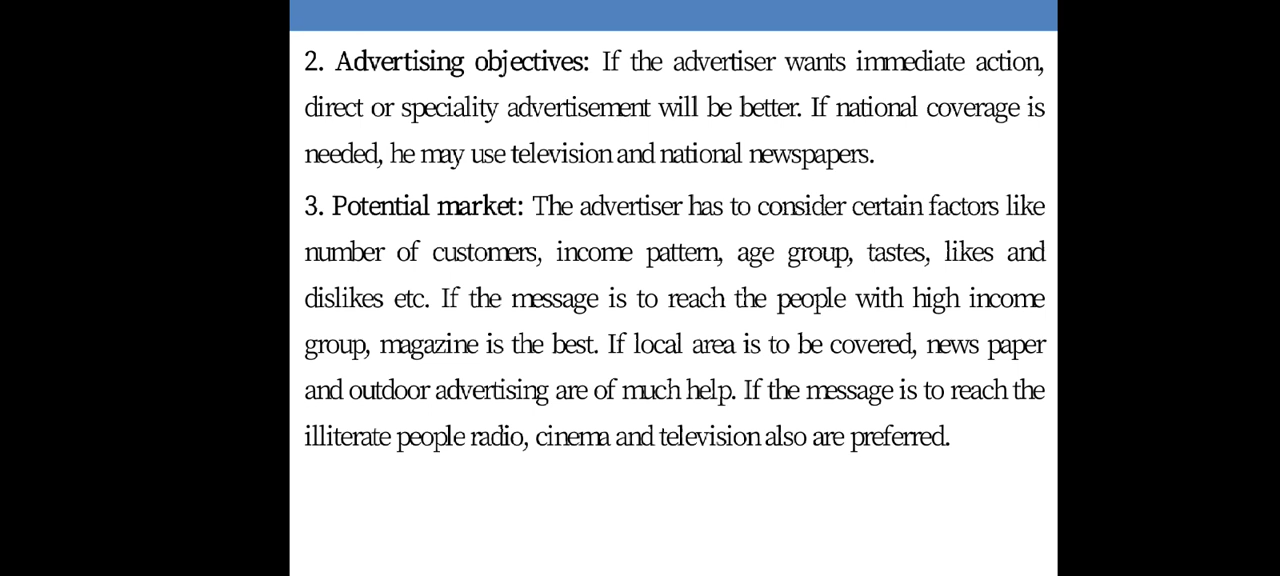 2. Advertising objectives: If the advertiser wants immediate action,
direct or speciality advertisement will be better. If national coverage is
needed, he may use television and national newspapers.
3. Potential market: The advertiser has to consider certain factors like
number of customers, income pattern, age group, tastes, likes and
dislikes etc. If the message is to reach the people with high income
group, magazine is the best. If local area is to be covered, news paper
and outdoor advertising are of much help. If the message is to reach the
illiterate people radio, cinema and television also are preferred.